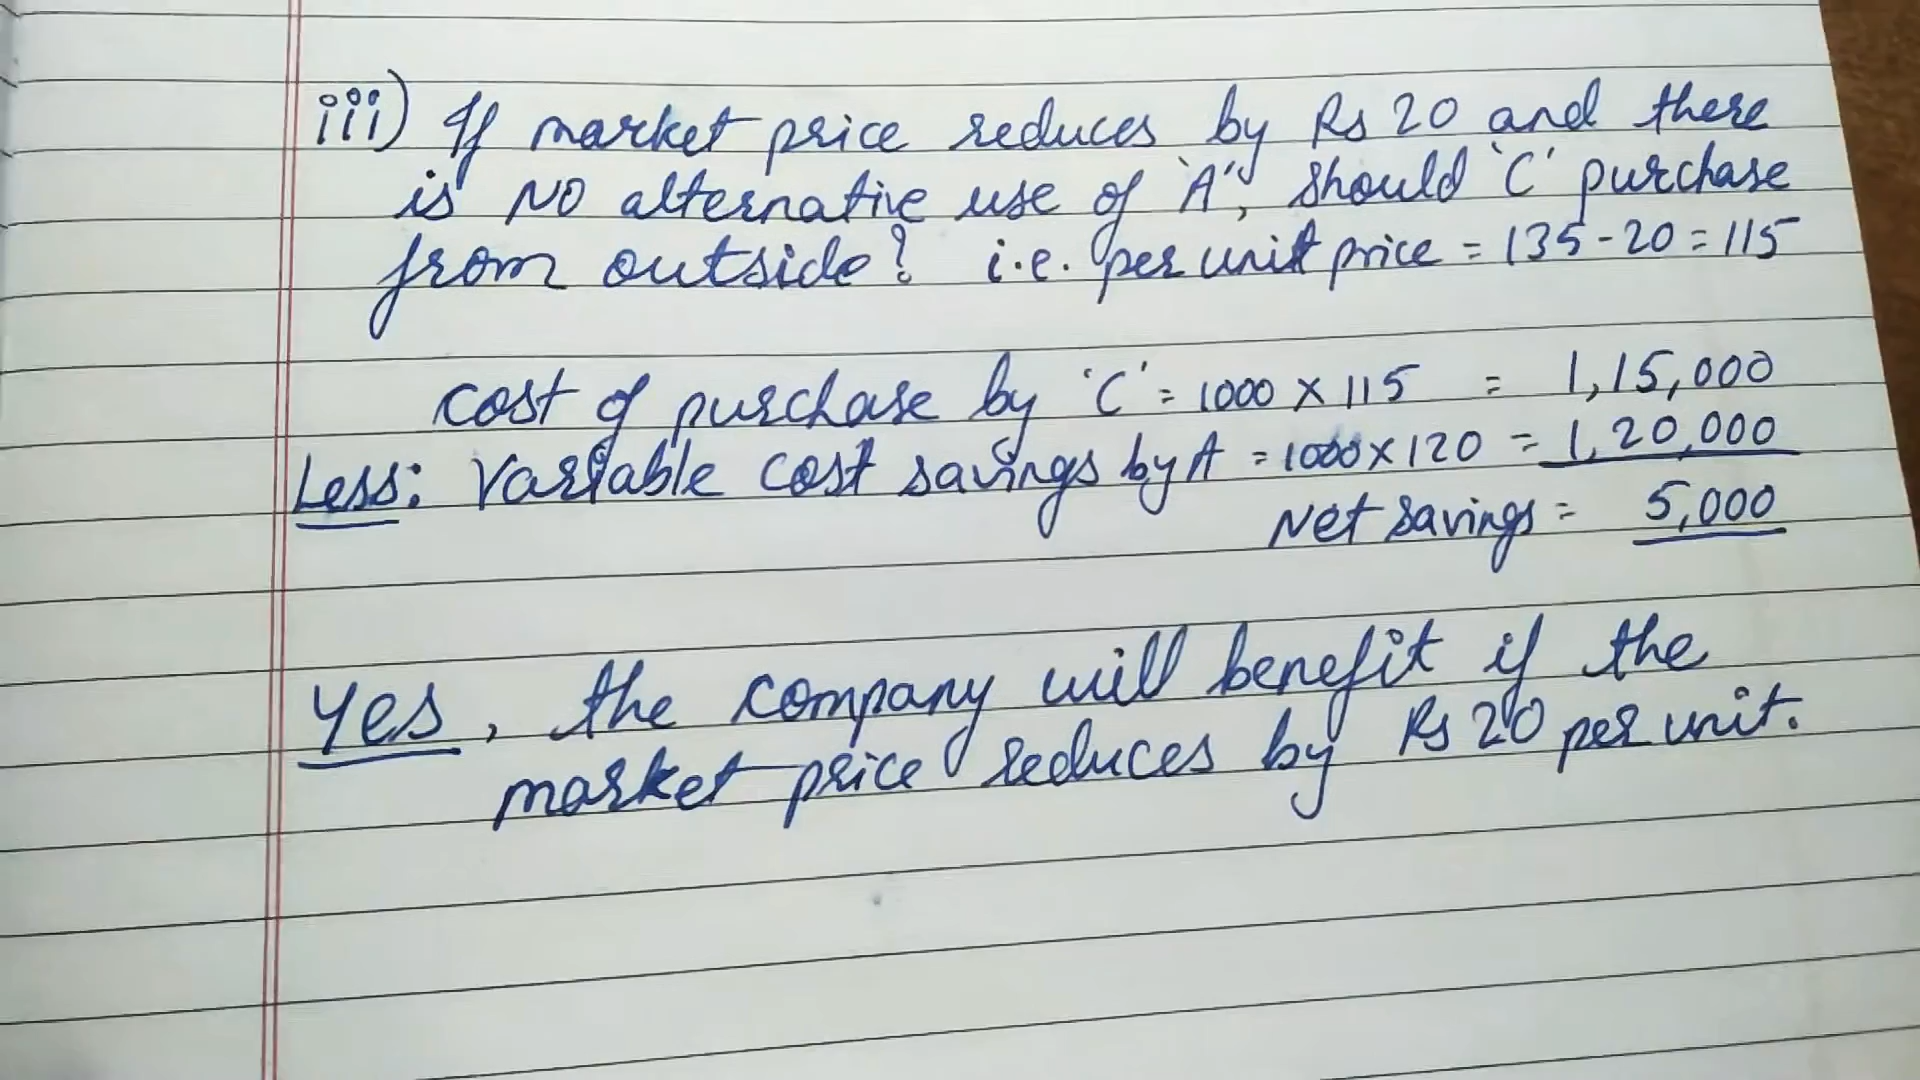 iii) If market price reduces by Rs 20 and there
is NO alternative use of 'A', should 'C' purchase
from outside? i.e. per unit price = 135-20 = 115
cost of purchase by 'C' = 1000 x 115 = 1,15,000
Less: Variable cost savings by A = 1000 x 120 = 1,20,000
Net savings = 5,000
Yes, the company will benefit if the
market price reduces by Rs 20 per unit.